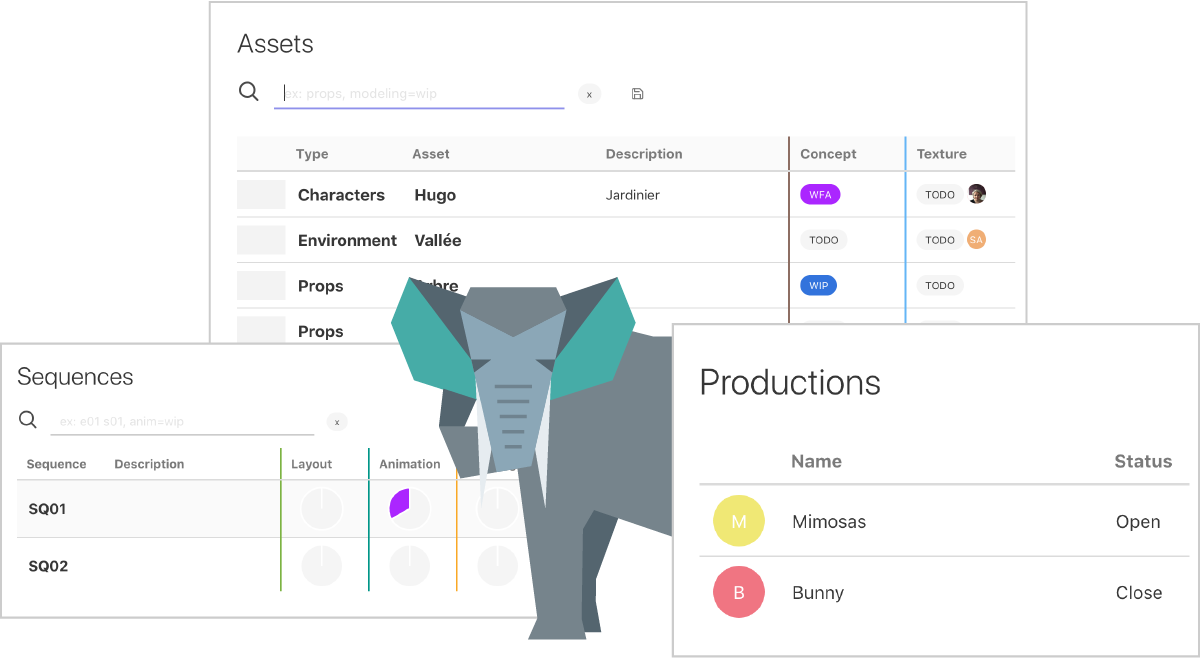 Assets
ex: props, modeling=wip x
Type Asset Description Concept Texture
Characters Hugo Jardinier WFA TODO
Environment Vallée TODO TODO SA
Props WIP TODO
Props
Sequences
ex: e01 s01, anim=wip x
Sequence Description Layout Animation
SQ01
SQ02
Productions
Name Status
M Mimosas Open
B Bunny Close